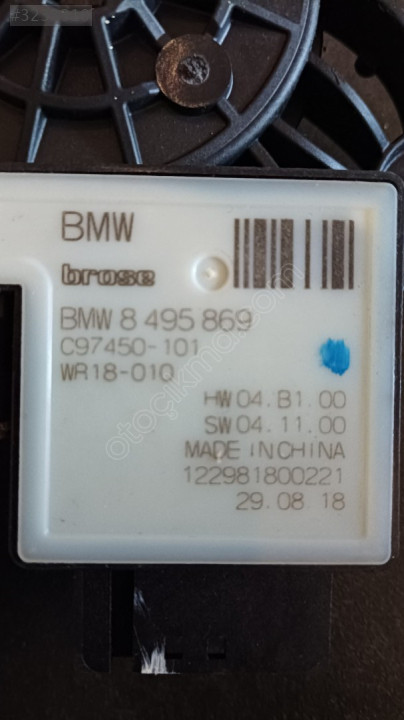 BMW
brose
BMW 8 495 869
C97450-101
WR18-01Q
HW 04. B1. 00
SW 04. 11. 00
MADE IN CHINA
122981800221
29. 08. 18
otoçıkma.com